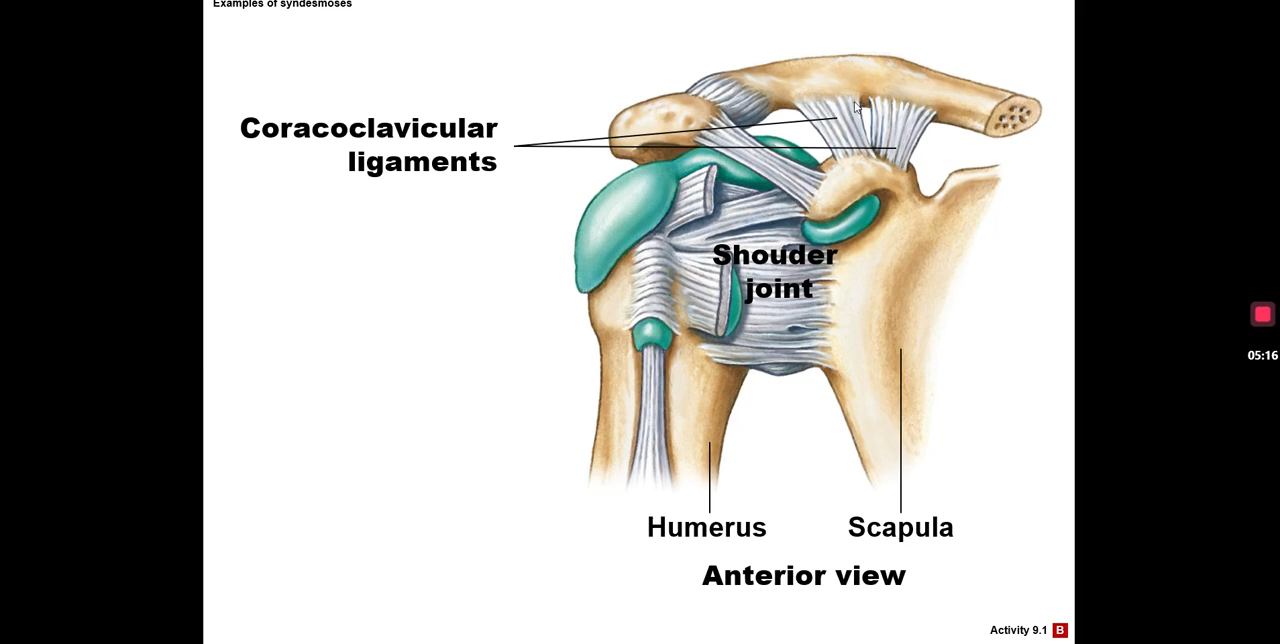 Examples of syndesmoses
Coracoclavicular
ligaments
Shouder
joint
05:16
Humerus
Scapula
Anterior view
Activity 9.1 B